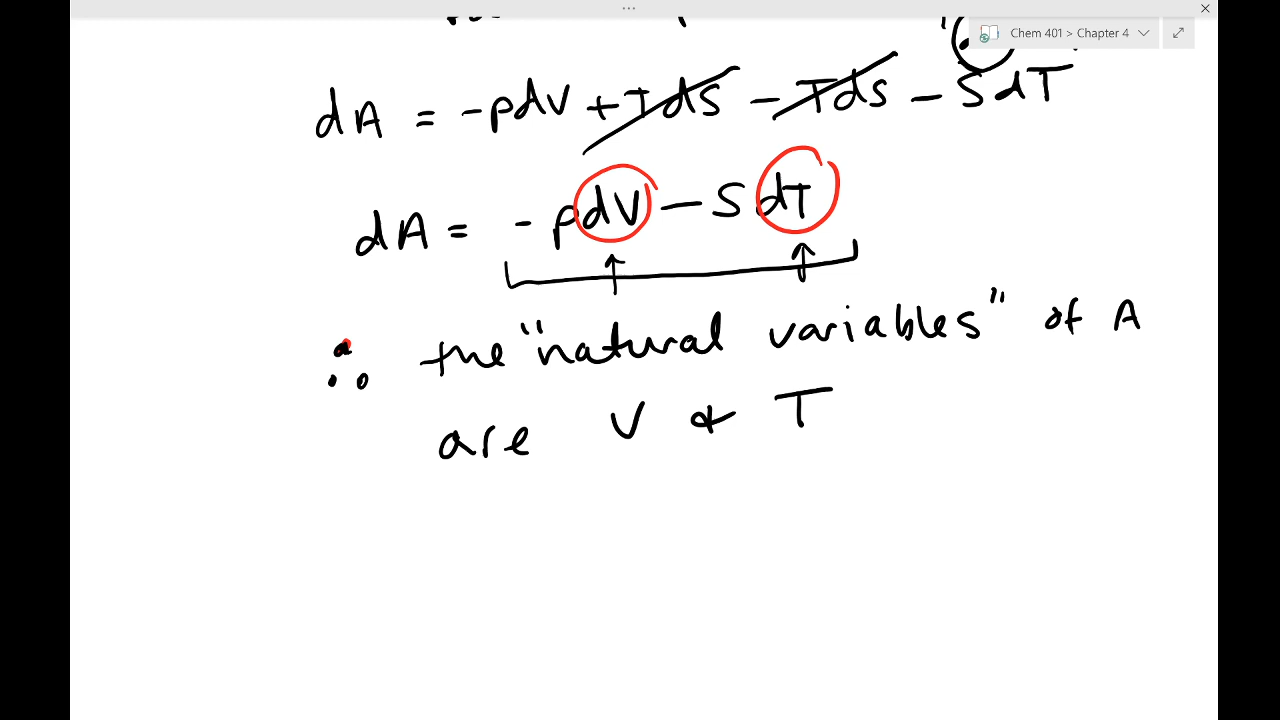 Chem 401 > Chapter 4
dA = -pdV + TdS - TdS - SdT
dA = -pdV - SdT
∴ the "natural variables" of A
are V & T